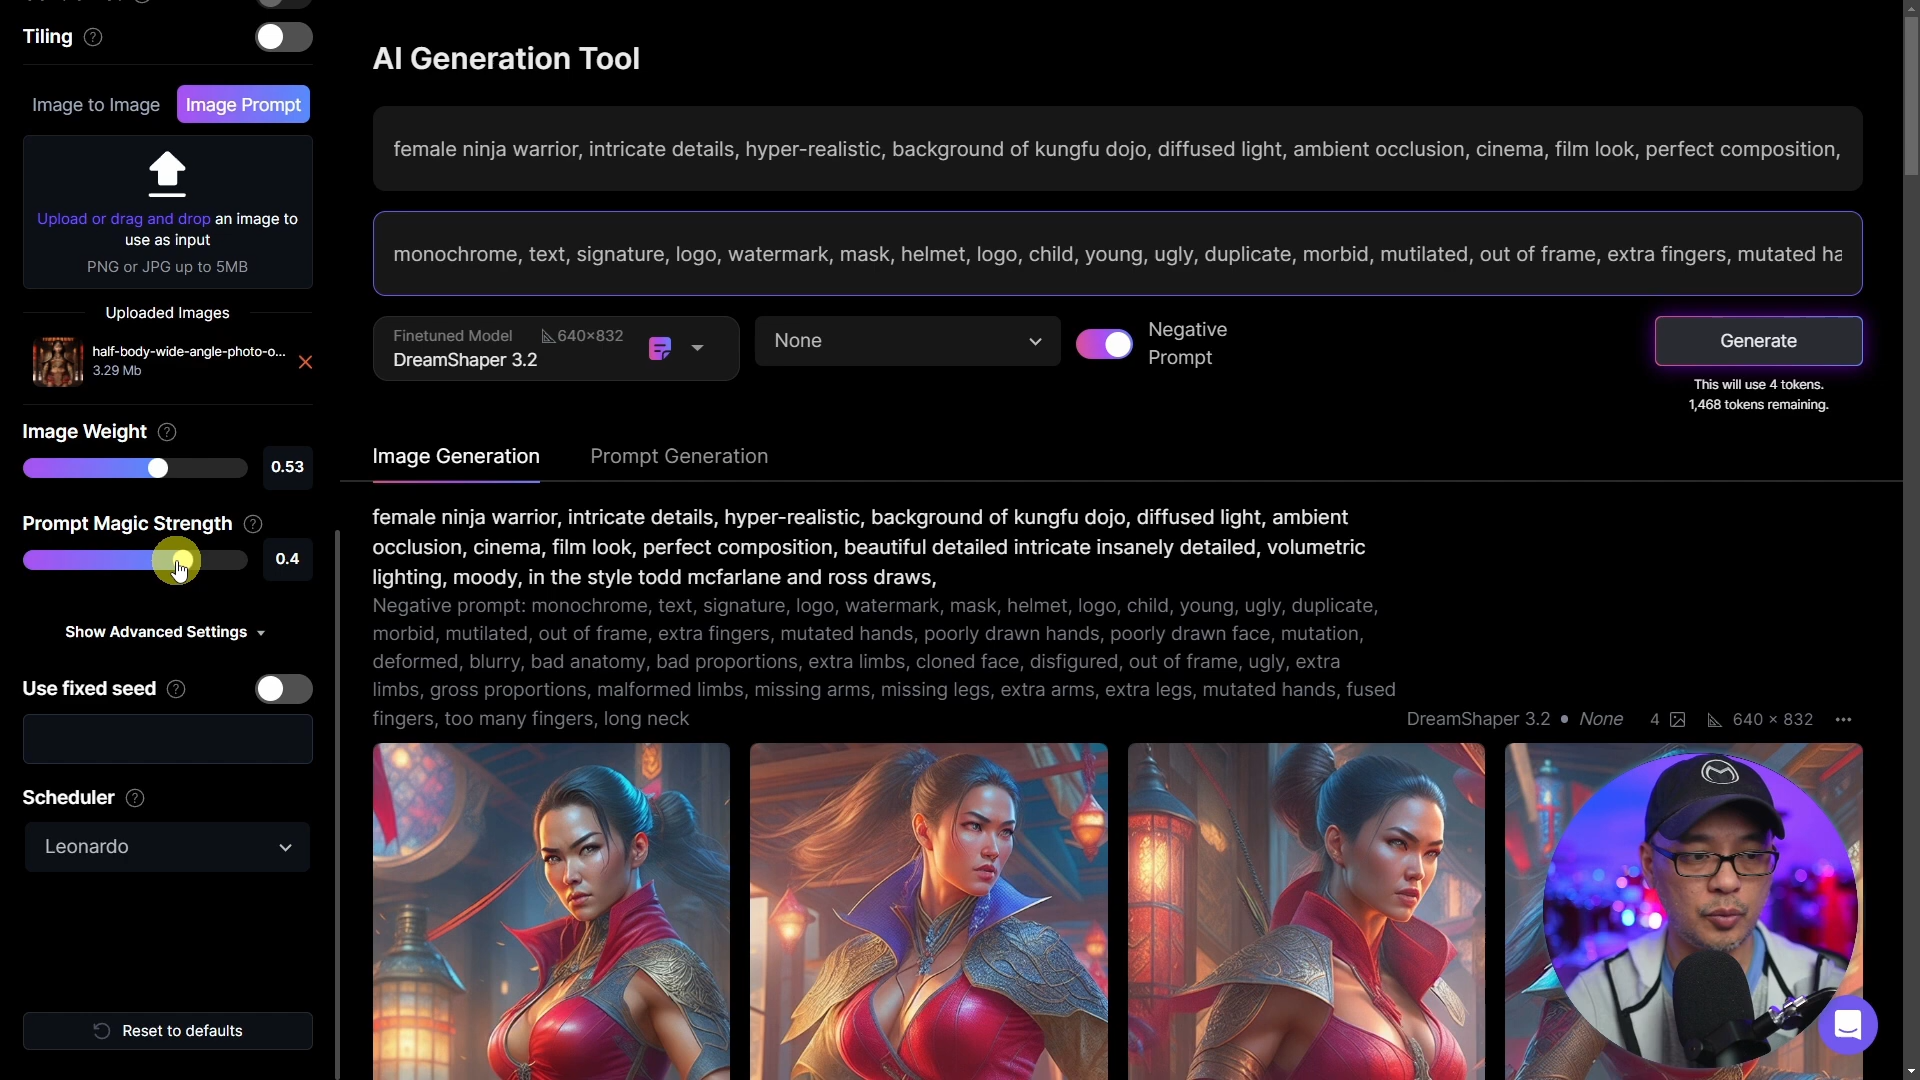 Tiling
Image to Image
Image Prompt
Upload or drag and drop an image to
use as input
PNG or JPG up to 5MB
Uploaded Images
half-body-wide-angle-photo-o...
3.29 Mb
Image Weight
0.53
Prompt Magic Strength
0.4
Show Advanced Settings
Use fixed seed
Scheduler
Leonardo
Reset to defaults
AI Generation Tool
female ninja warrior, intricate details, hyper-realistic, background of kungfu dojo, diffused light, ambient occlusion, cinema, film look, perfect composition,
monochrome, text, signature, logo, watermark, mask, helmet, logo, child, young, ugly, duplicate, morbid, mutilated, out of frame, extra fingers, mutated ha
Finetuned Model
640×832
DreamShaper 3.2
None
Negative
Prompt
Generate
This will use 4 tokens.
1,468 tokens remaining.
Image Generation
Prompt Generation
female ninja warrior, intricate details, hyper-realistic, background of kungfu dojo, diffused light, ambient
occlusion, cinema, film look, perfect composition, beautiful detailed intricate insanely detailed, volumetric
lighting, moody, in the style todd mcfarlane and ross draws,
Negative prompt: monochrome, text, signature, logo, watermark, mask, helmet, logo, child, young, ugly, duplicate,
morbid, mutilated, out of frame, extra fingers, mutated hands, poorly drawn hands, poorly drawn face, mutation,
deformed, blurry, bad anatomy, bad proportions, extra limbs, cloned face, disfigured, out of frame, ugly, extra
limbs, gross proportions, malformed limbs, missing arms, missing legs, extra arms, extra legs, mutated hands, fused
fingers, too many fingers, long neck
DreamShaper 3.2 • None 4 640 × 832